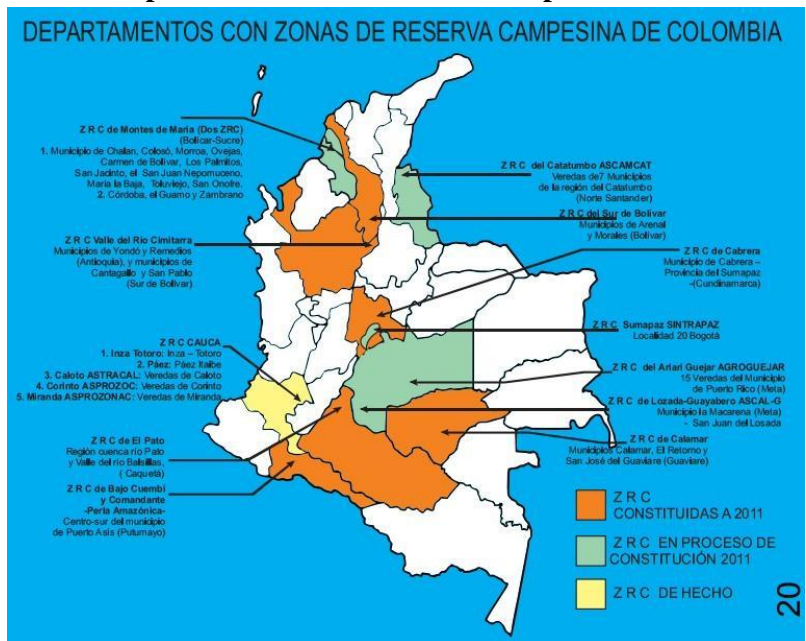 DEPARTAMENTOS CON ZONAS DE RESERVA CAMPESINA DE COLOMBIA
Z R C de Montes de Maria (Dos ZRC)
(Bolicar-Sucre)
1. Municipio de Chalan, Colosó, Morroa, Ovejas,
Carmen de Bolivar, Los Palmitos,
San Jacinto, el San Juan Nepomuceno,
Maria la Baja, Toluviejo, San Onofre.
2. Córdoba, el Guamo y Zambrano
Z R C Valle del Río Cimitarra
Municipios de Yondó y Remedios
(Antioquia), y municipios de
Cantagallo y San Pablo
(Sur de Bolívar)
Z R C CAUCA
1. Inza Totoro: Inza – Totoro
2. Páez: Páez Itaibe
3. Caloto ASTRACAL: Veredas de Caloto
4. Corinto ASPROZOC: Veredas de Corinto
5. Miranda ASPROZONAC: Veredas de Miranda
Z R C de El Pato
Región cuenca río Pato
y Valle del río Balsillas,
( Caquetá)
Z R C de Bajo Cuembí
y Comandante
-Perla Amazónica-
Centro-sur del municipio
de Puerto Asís (Putumayo)
Z R C del Catatumbo ASCAMCAT
Veredas de7 Municipios
de la región del Catatumbo
(Norte Santander)
Z R C del Sur de Bolivar
Municipios de Arenal
y Morales (Bolívar)
Z R C de Cabrera
Municipio de Cabrera –
Provincia del Sumapaz
-(Cundinamarca)
Z R C Sumapaz SINTRAPAZ
Localidad 20 Bogotá
Z R C del Ariari Guejar AGROGUEJAR
15 Veredas del Municipio
de Puerto Rico (Meta)
Z R C de Lozada-Guayabero ASCAL-G
Municipio la Macarena (Meta)
- San Juan del Losada
Z R C de Calamar
Municipios Calamar, El Retorno y
San José del Guaviare (Guaviare)
Z R C
CONSTITUIDAS A 2011
Z R C EN PROCESO DE
CONSTITUCIÓN 2011
Z R C DE HECHO
20